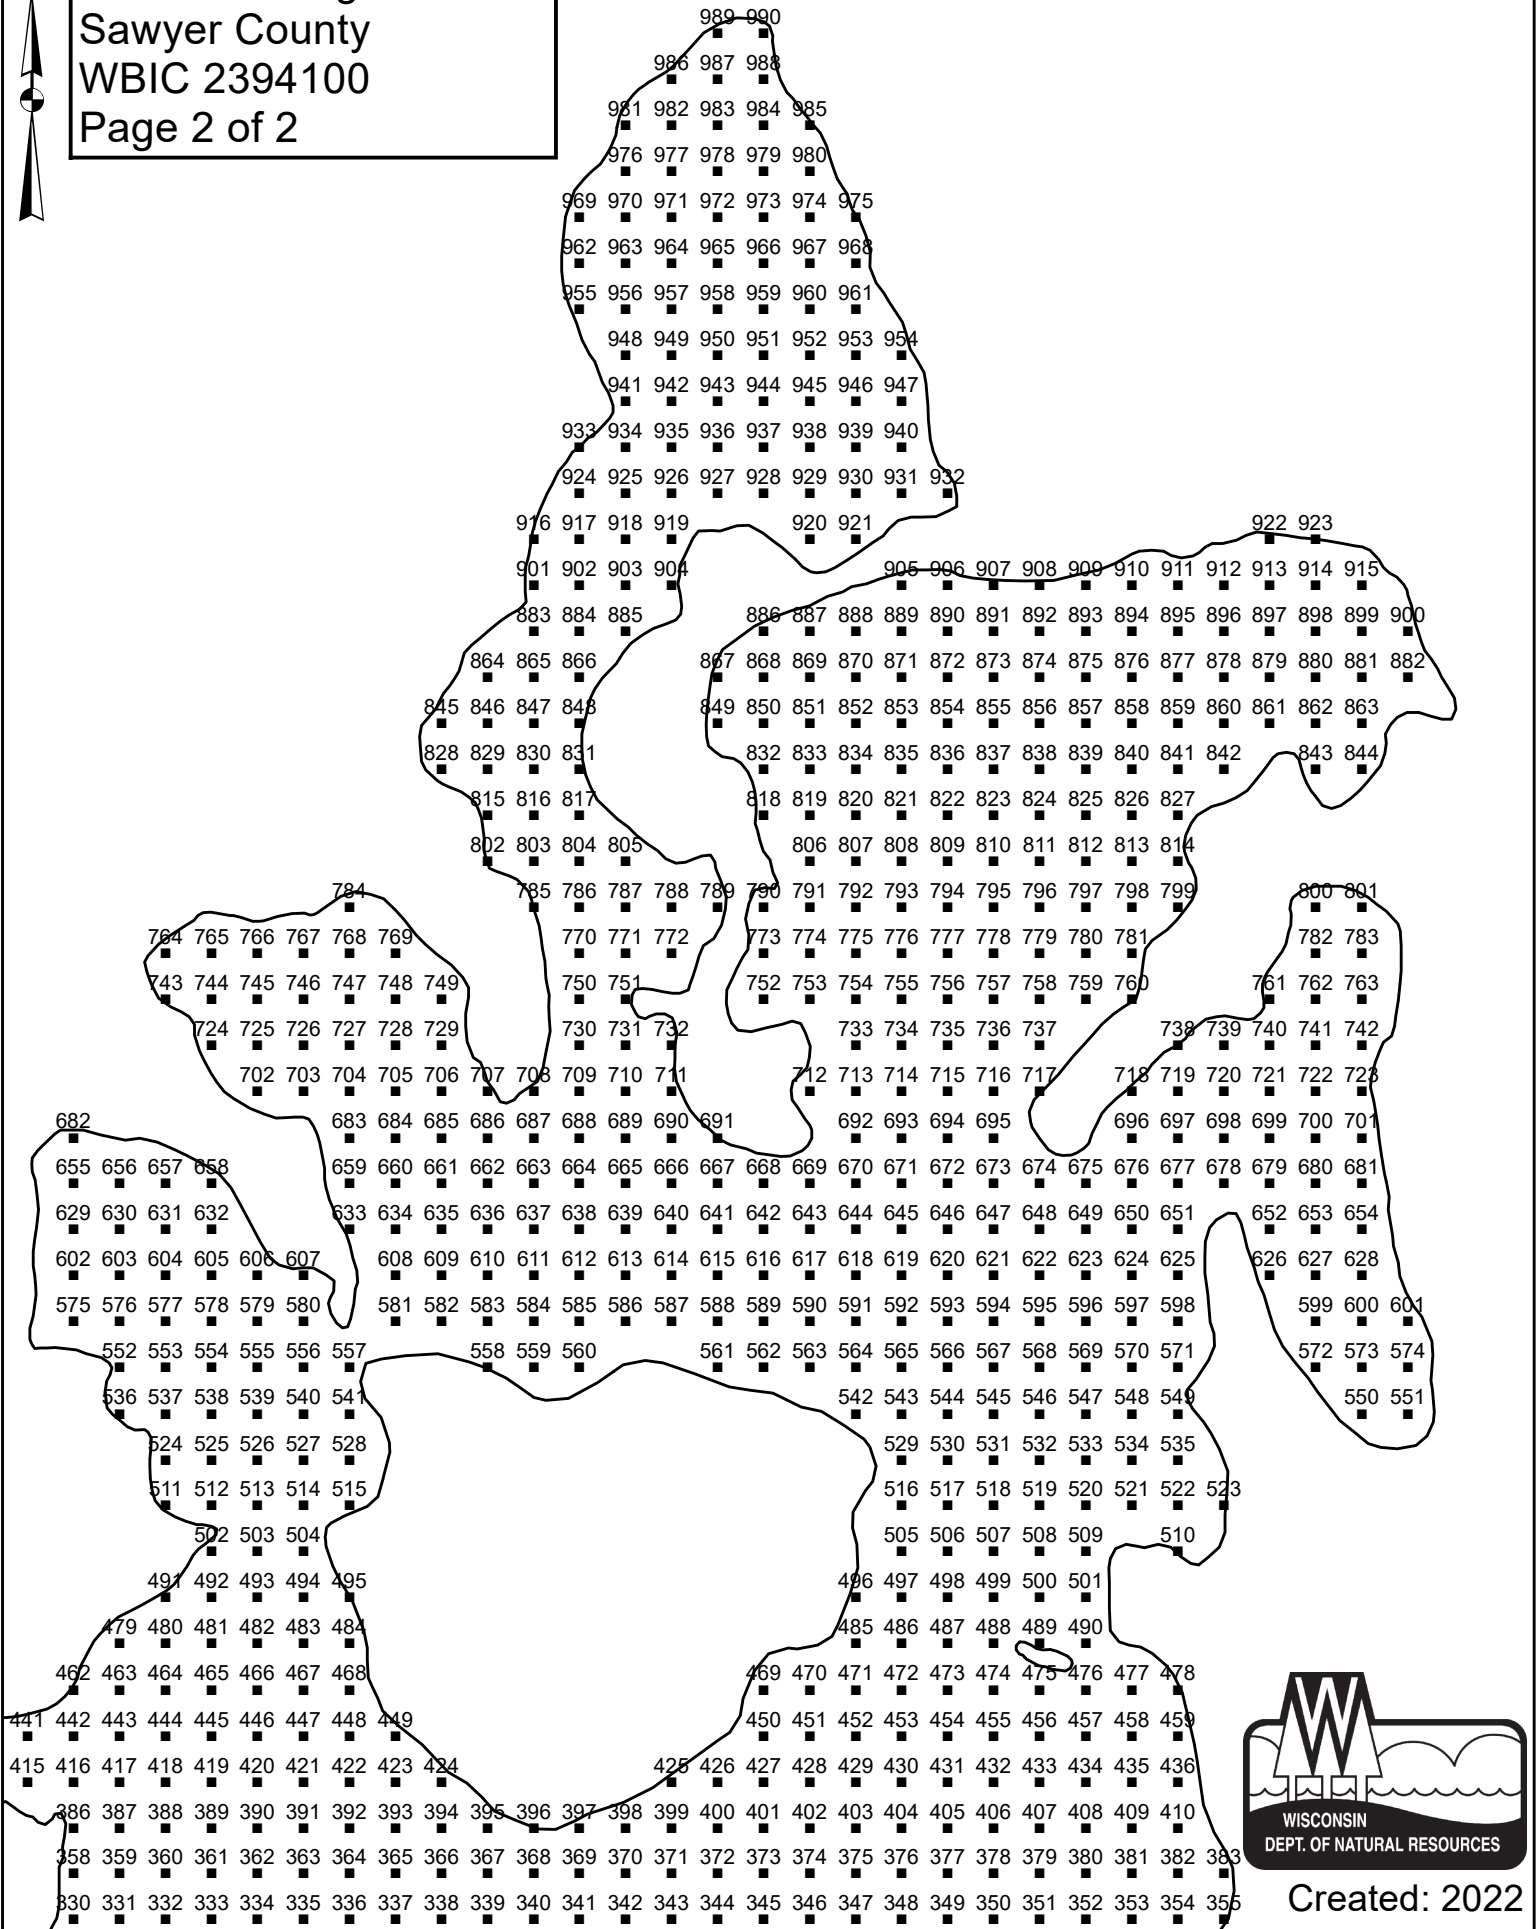 Sawyer County
WBIC 2394100
Page 2 of 2
989 990
986 987 988
981 982 983 984 985
976 977 978 979 980
969 970 971 972 973 974 975
962 963 964 965 966 967 968
955 956 957 958 959 960 961
948 949 950 951 952 953 954
941 942 943 944 945 946 947
933 934 935 936 937 938 939 940
924 925 926 927 928 929 930 931 932
916 917 918 919 920 921 922 923
901 902 903 904 905 906 907 908 909 910 911 912 913 914 915
883 884 885 886 887 888 889 890 891 892 893 894 895 896 897 898 899 900
864 865 866 867 868 869 870 871 872 873 874 875 876 877 878 879 880 881 882
845 846 847 848 849 850 851 852 853 854 855 856 857 858 859 860 861 862 863
828 829 830 831 832 833 834 835 836 837 838 839 840 841 842 843 844
815 816 817 818 819 820 821 822 823 824 825 826 827
802 803 804 805 806 807 808 809 810 811 812 813 814
784 785 786 787 788 789 790 791 792 793 794 795 796 797 798 799 800 801
764 765 766 767 768 769 770 771 772 773 774 775 776 777 778 779 780 781 782 783
743 744 745 746 747 748 749 750 751 752 753 754 755 756 757 758 759 760 761 762 763
724 725 726 727 728 729 730 731 732 733 734 735 736 737 738 739 740 741 742
702 703 704 705 706 707 708 709 710 711 712 713 714 715 716 717 718 719 720 721 722 723
682 683 684 685 686 687 688 689 690 691 692 693 694 695 696 697 698 699 700 701
655 656 657 658 659 660 661 662 663 664 665 666 667 668 669 670 671 672 673 674 675 676 677 678 679 680 681
629 630 631 632 633 634 635 636 637 638 639 640 641 642 643 644 645 646 647 648 649 650 651 652 653 654
602 603 604 605 606 607 608 609 610 611 612 613 614 615 616 617 618 619 620 621 622 623 624 625 626 627 628
575 576 577 578 579 580 581 582 583 584 585 586 587 588 589 590 591 592 593 594 595 596 597 598 599 600 601
552 553 554 555 556 557 558 559 560 561 562 563 564 565 566 567 568 569 570 571 572 573 574
536 537 538 539 540 541 542 543 544 545 546 547 548 549 550 551
524 525 526 527 528 529 530 531 532 533 534 535
511 512 513 514 515 516 517 518 519 520 521 522 523
502 503 504 505 506 507 508 509 510
491 492 493 494 495 496 497 498 499 500 501
479 480 481 482 483 484 485 486 487 488 489 490
462 463 464 465 466 467 468 469 470 471 472 473 474 475 476 477 478
441 442 443 444 445 446 447 448 449 450 451 452 453 454 455 456 457 458 459
415 416 417 418 419 420 421 422 423 424 425 426 427 428 429 430 431 432 433 434 435 436
386 387 388 389 390 391 392 393 394 395 396 397 398 399 400 401 402 403 404 405 406 407 408 409 410
358 359 360 361 362 363 364 365 366 367 368 369 370 371 372 373 374 375 376 377 378 379 380 381 382 383
330 331 332 333 334 335 336 337 338 339 340 341 342 343 344 345 346 347 348 349 350 351 352 353 354 355
W
WISCONSIN
DEPT. OF NATURAL RESOURCES
Created: 2022